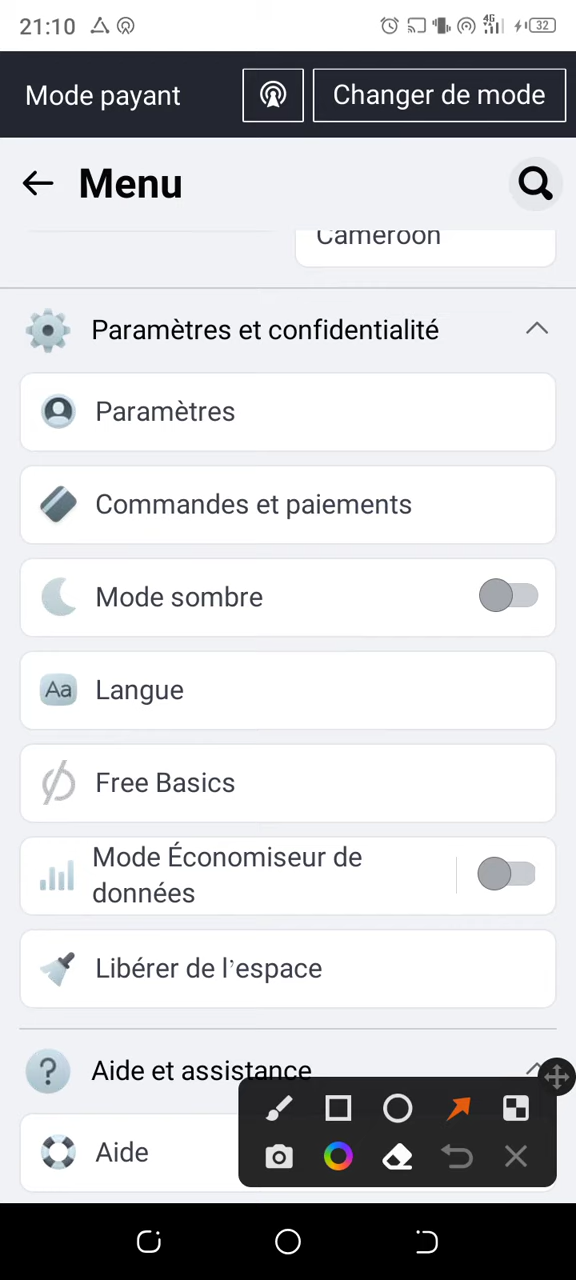 21:10
4G
32
Mode payant
Changer de mode
Menu
Cameroon
Paramètres et confidentialité
Paramètres
Commandes et paiements
Mode sombre
Aa
Langue
Free Basics
Mode Économiseur de
données
Libérer de l’espace
?
Aide et assistance
Aide